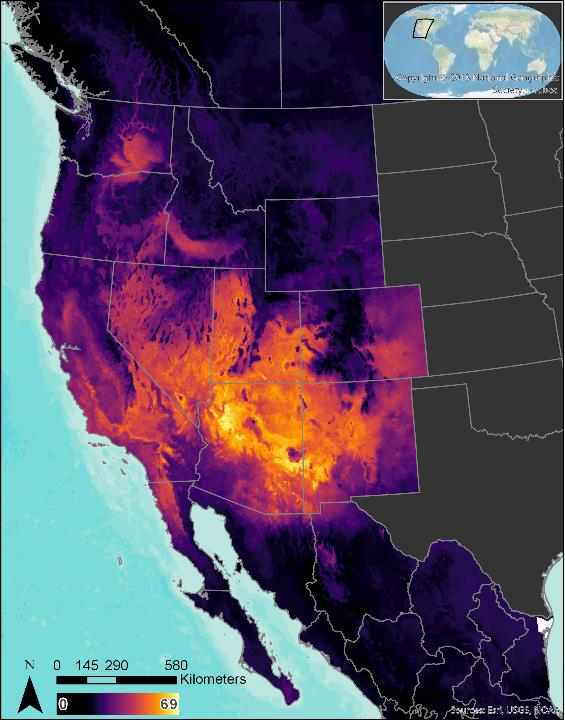 Copyright:© 2013 National Geographic
Society, i-cubed
N
0 145 290 580
Kilometers
0 69
Sources: Esri, USGS, NOAA